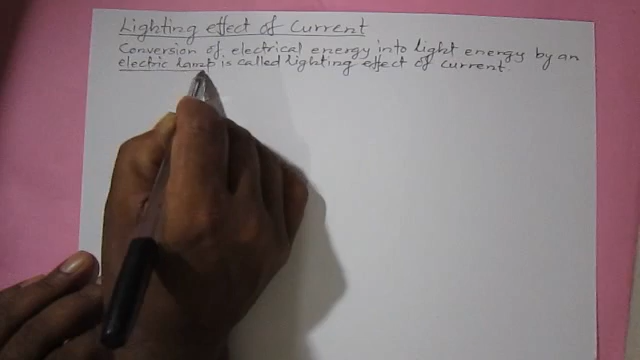 Lighting effect of Current
Conversion of electrical energy into light energy by an
electric lamp is called lighting effect of current.